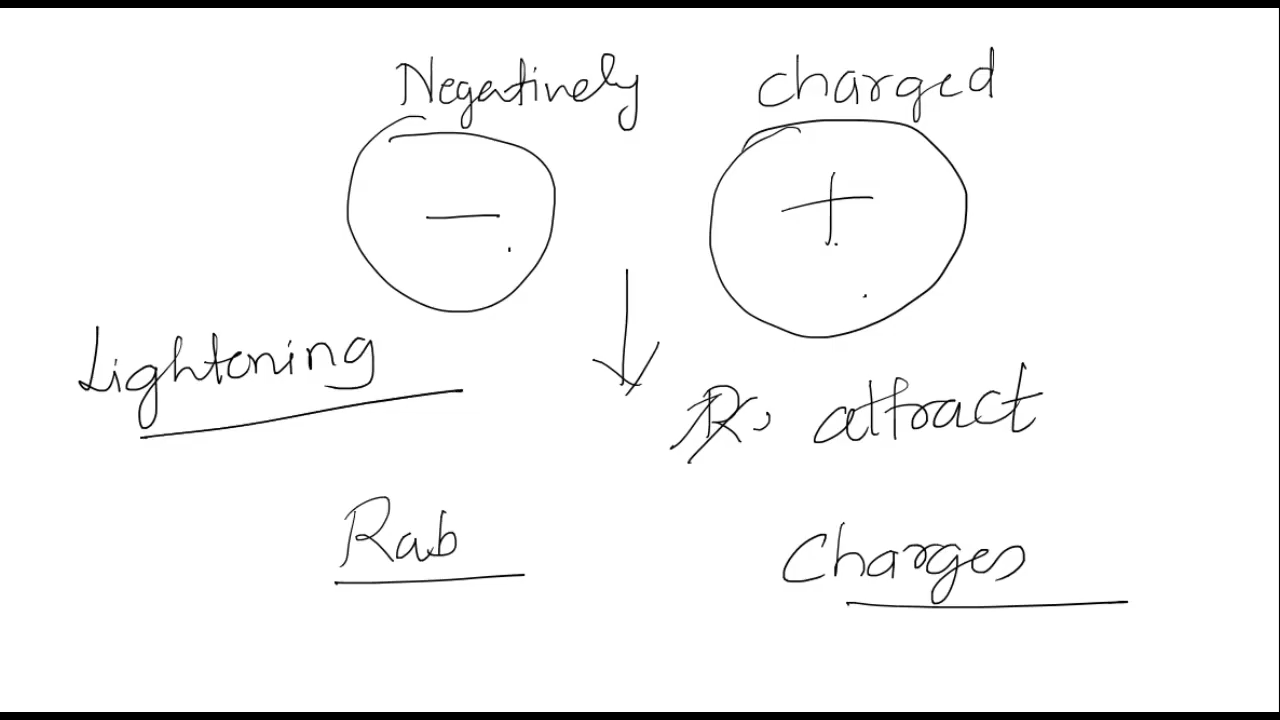 Negatively charged
− +
Lightening
R, attract
Rab
Charges